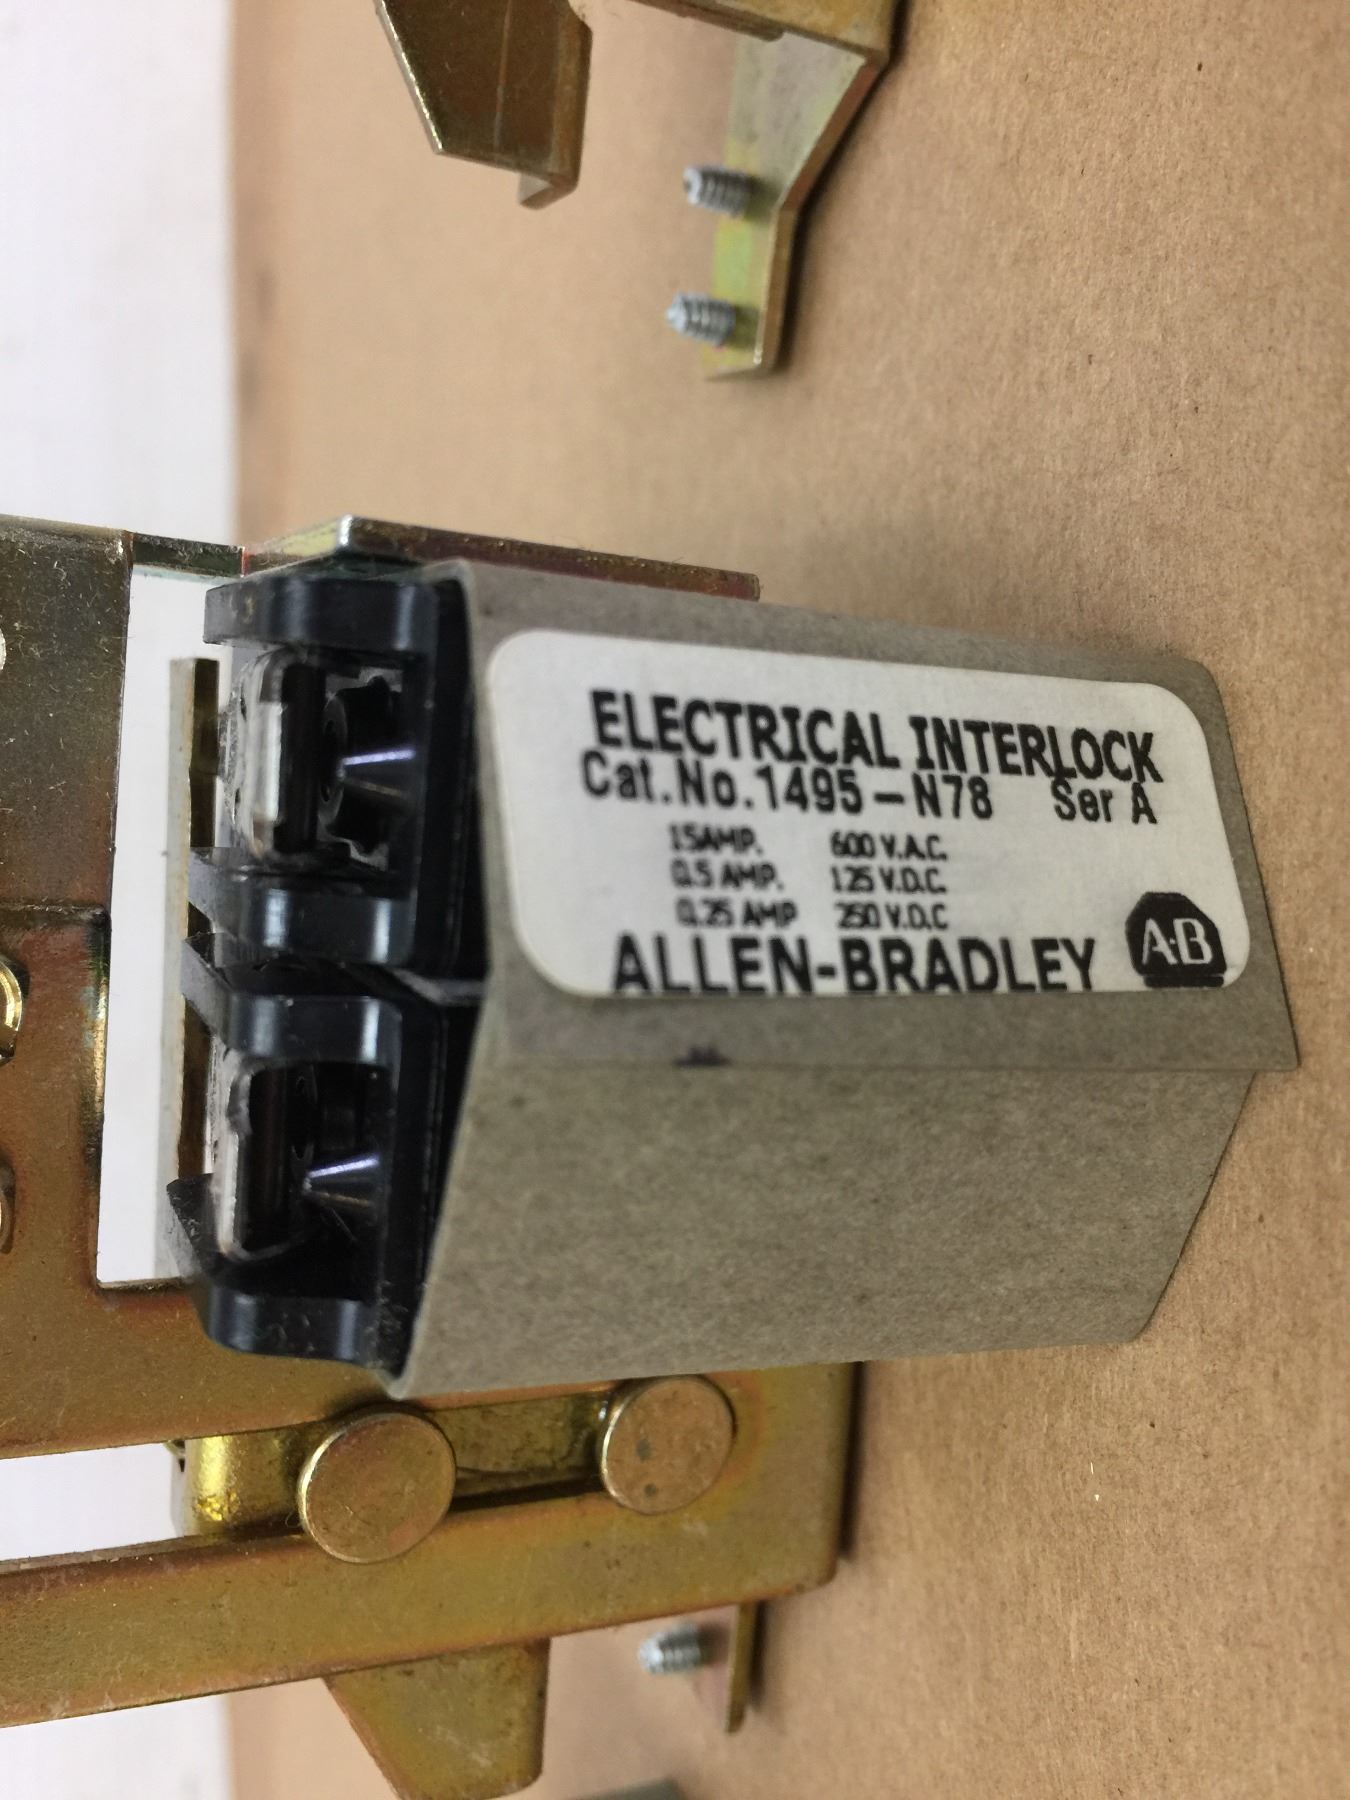 ELECTRICAL INTERLOCK
Cat.No.1495-N78 Ser A
15AMP. 600 V.A.C.
0.5 AMP. 125 V.D.C.
0.25 AMP 250 V.D.C
ALLEN-BRADLEY A-B